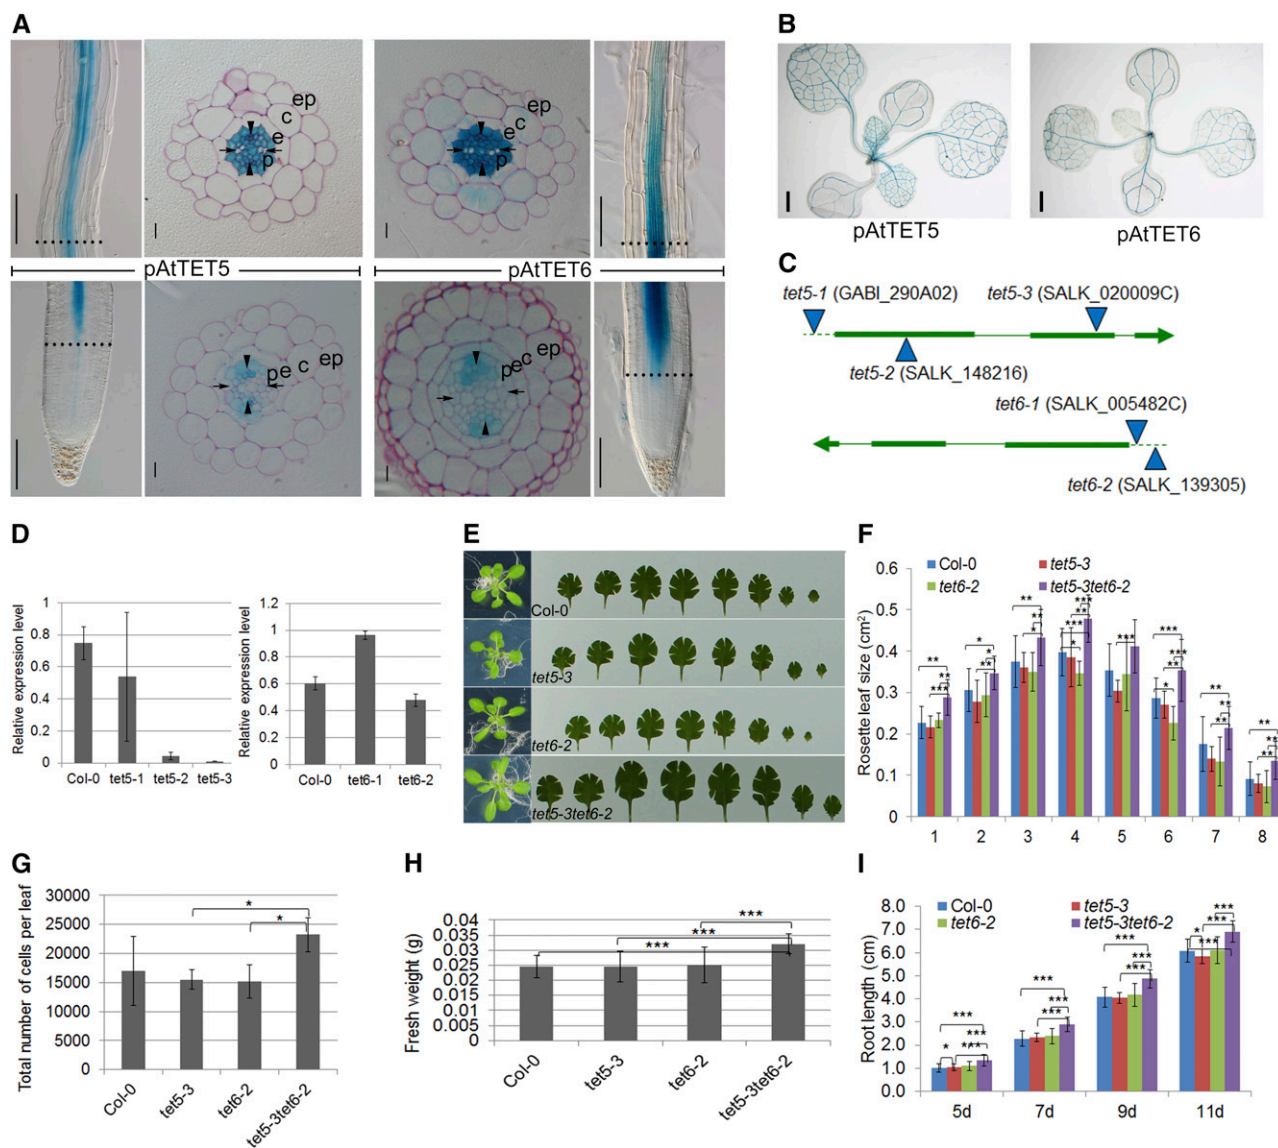 A
ep
c
e
p
ep
c
e
p
pAtTET5
pAtTET6
p e c ep
p e c ep
B
pAtTET5
pAtTET6
C
tet5-1 (GABI_290A02)
tet5-3 (SALK_020009C)
tet5-2 (SALK_148216)
tet6-1 (SALK_005482C)
tet6-2 (SALK_139305)
D
Relative expression level
1
0.8
0.6
0.4
0.2
0
Col-0 tet5-1 tet5-2 tet5-3
Relative expression level
1.2
1
0.8
0.6
0.4
0.2
0
Col-0 tet6-1 tet6-2
E
Col-0
tet5-3
tet6-2
tet5-3tet6-2
F
Col-0 tet5-3
tet6-2 tet5-3tet6-2
Rosette leaf size (cm²)
0.6
0.4
0.3
0.2
0.1
0
1 2 3 4 5 6 7 8
G
Total number of cells per leaf
30000
25000
20000
15000
10000
5000
0
Col-0 tet5-3 tet6-2 tet5-3tet6-2
* *
H
Fresh weight (g)
0.04
0.035
0.03
0.025
0.02
0.015
0.01
0.005
0
Col-0 tet5-3 tet6-2 tet5-3tet6-2
*** *** ***
I
Col-0 tet5-3
tet6-2 tet5-3tet6-2
Root length (cm)
8.0
7.0
6.0
5.0
4.0
3.0
2.0
1.0
0.0
5d 7d 9d 11d